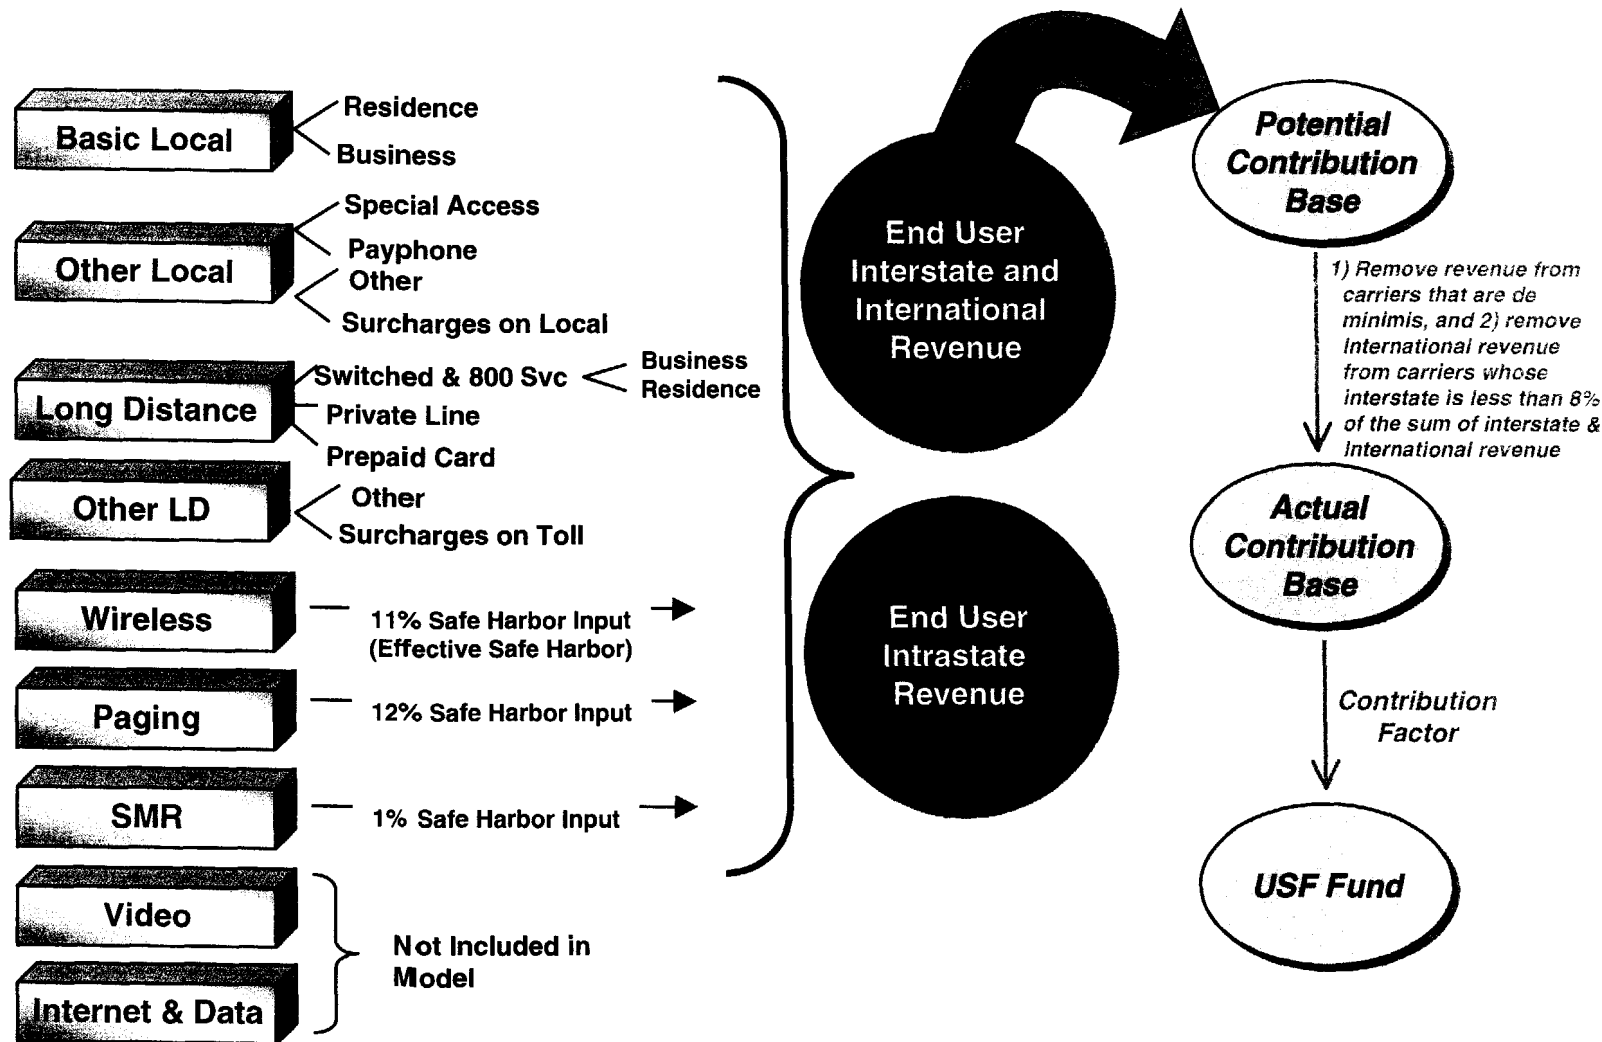 Basic Local
Residence
Business
Other Local
Special Access
Payphone
Other
Surcharges on Local
Long Distance
Switched & 800 Svc
Business
Residence
Private Line
Prepaid Card
Other LD
Other
Surcharges on Toll
Wireless
11% Safe Harbor Input
(Effective Safe Harbor)
Paging
12% Safe Harbor Input
SMR
1% Safe Harbor Input
Video
Internet & Data
Not Included in
Model
End User
Interstate and
International
Revenue
End User
Intrastate
Revenue
Potential
Contribution
Base
1) Remove revenue from
carriers that are de
minimis, and 2) remove
International revenue
from carriers whose
interstate is less than 8%
of the sum of interstate &
International revenue
Actual
Contribution
Base
Contribution
Factor
USF Fund